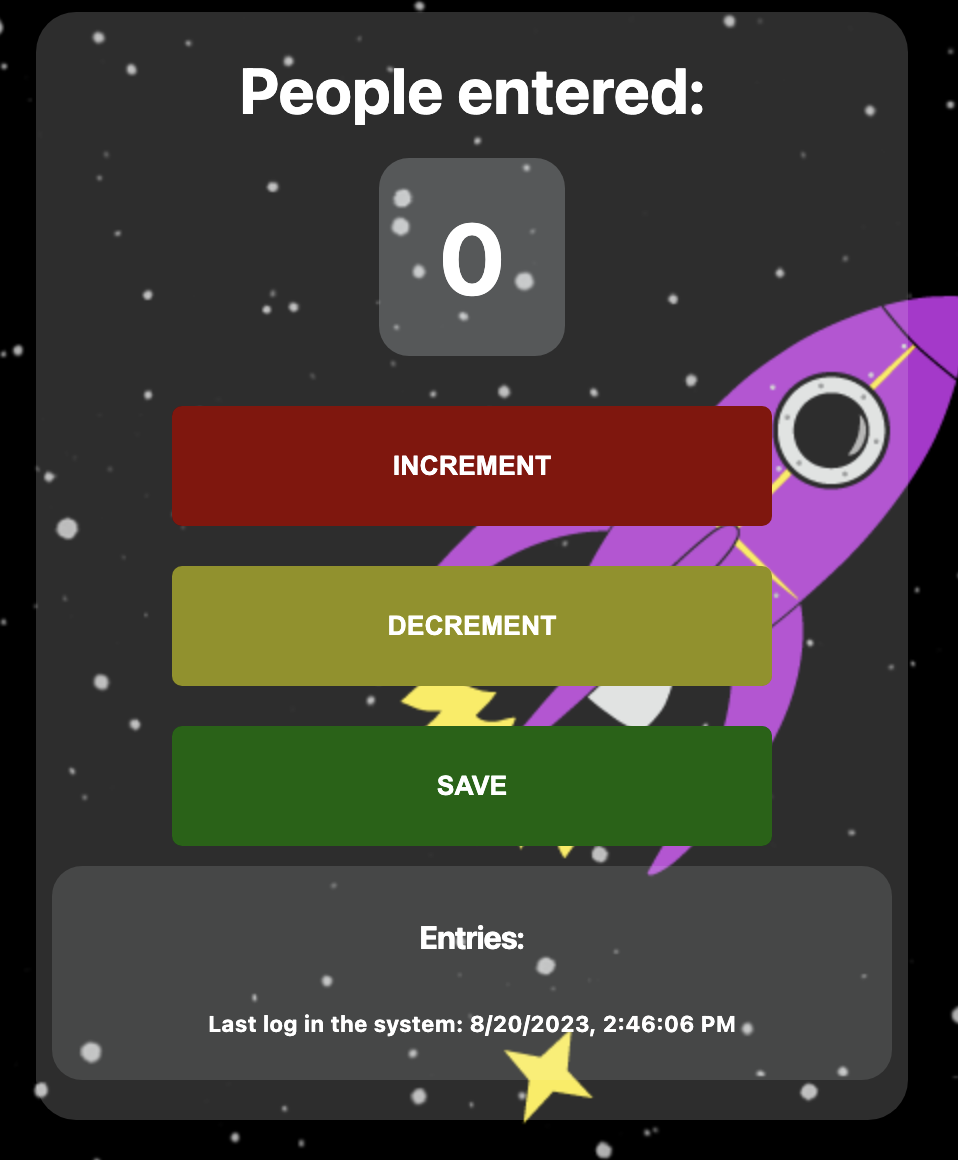 People entered:
0
INCREMENT
DECREMENT
SAVE
Entries:
Last log in the system: 8/20/2023, 2:46:06 PM